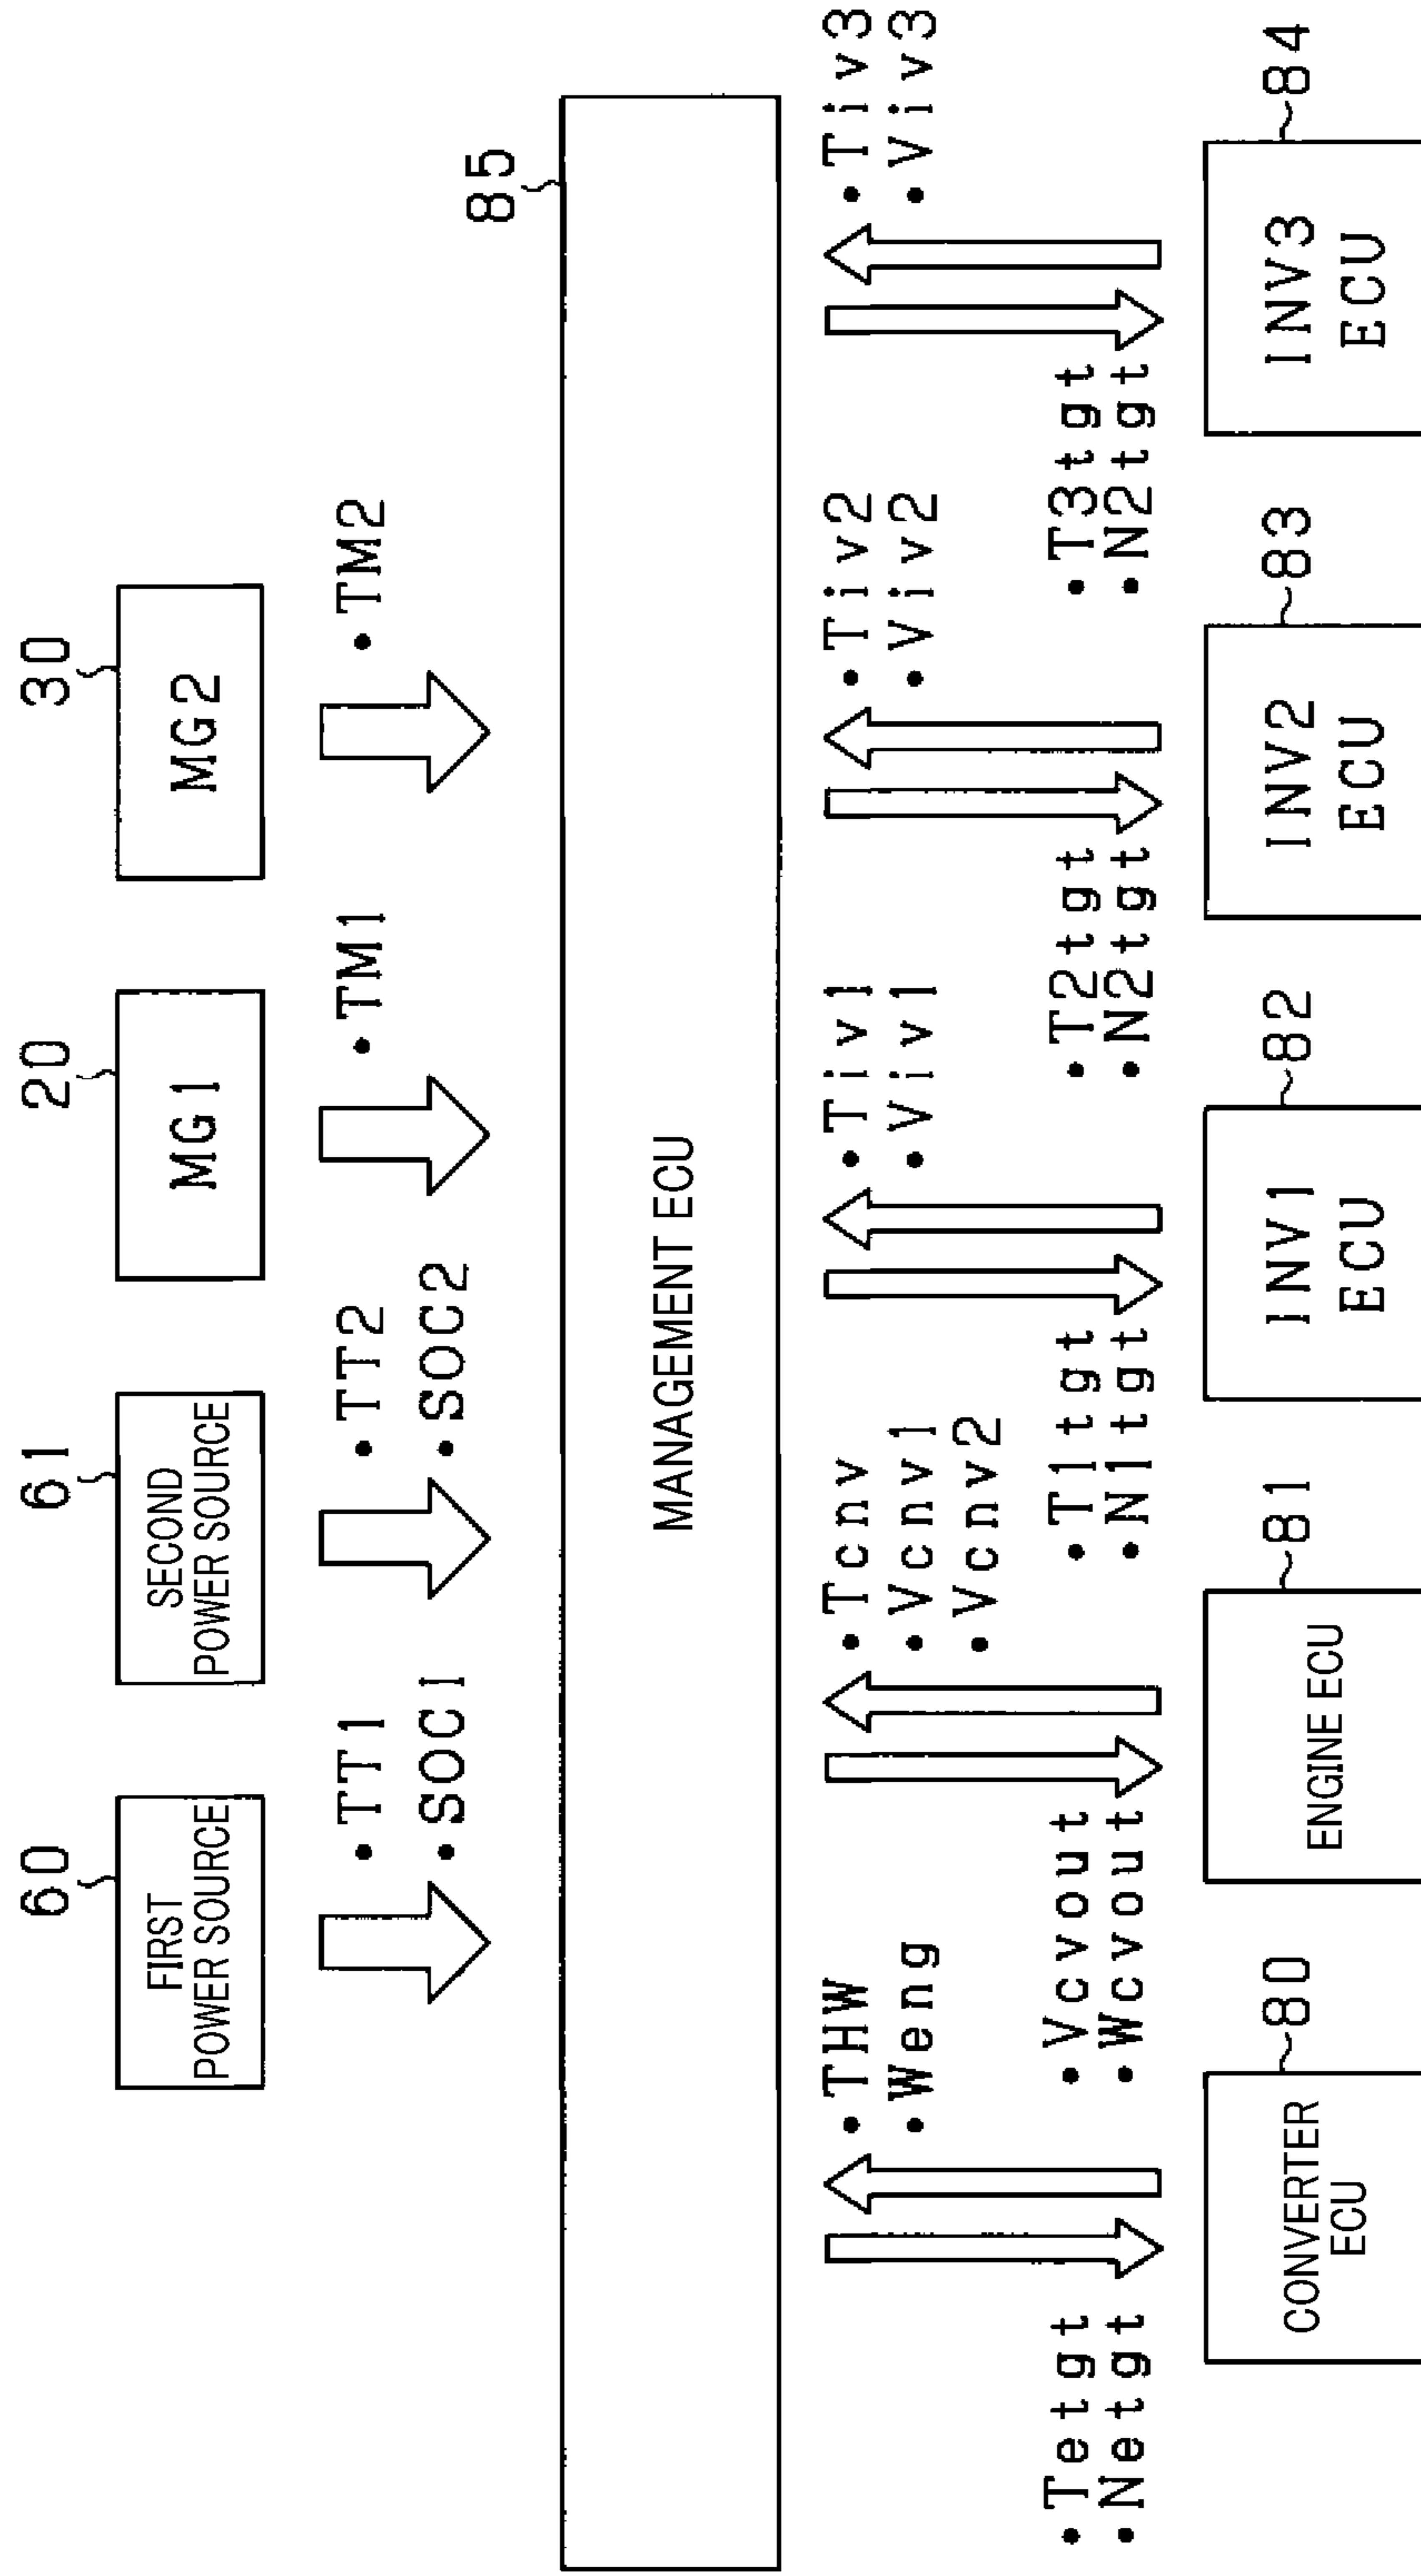 60
61
20
30
FIRST
POWER SOURCE
SECOND
POWER SOURCE
MG1
MG2
•TT1
•SOC1
•TT2
•SOC2
•TM1
•TM2
85
MANAGEMENT ECU
•THW
•Weng
•Tcnv
•Vcnv1
•Vcnv2
•Tiv1
•Viv1
•Tiv2
•Viv2
•Tiv3
•Viv3
•Tetgt
•Netgt
•Vcvout
•Wcvout
•T1tgt
•N1tgt
•T2tgt
•N2tgt
•T3tgt
•N2tgt
80
81
82
83
84
CONVERTER
ECU
ENGINE ECU
INV1
ECU
INV2
ECU
INV3
ECU